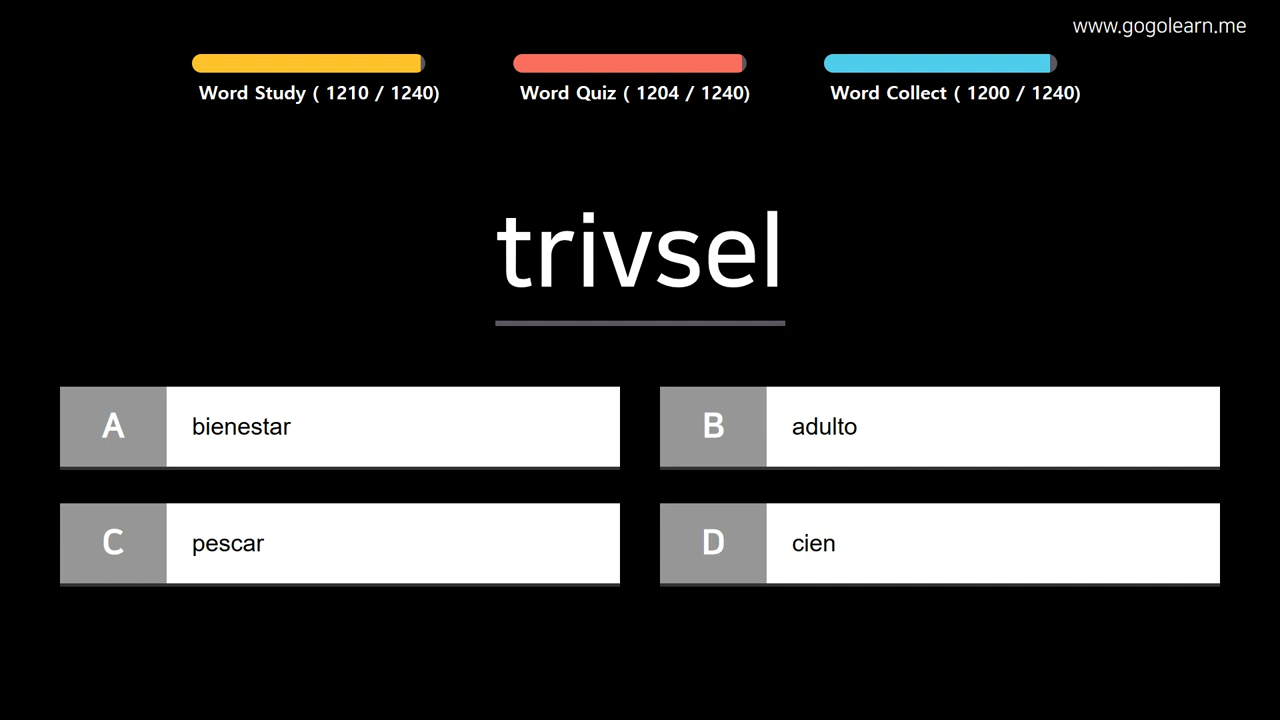 www.gogolearn.me
Word Study ( 1210 / 1240)
Word Quiz ( 1204 / 1240)
Word Collect ( 1200 / 1240)
trivsel
A bienestar
B adulto
C pescar
D cien